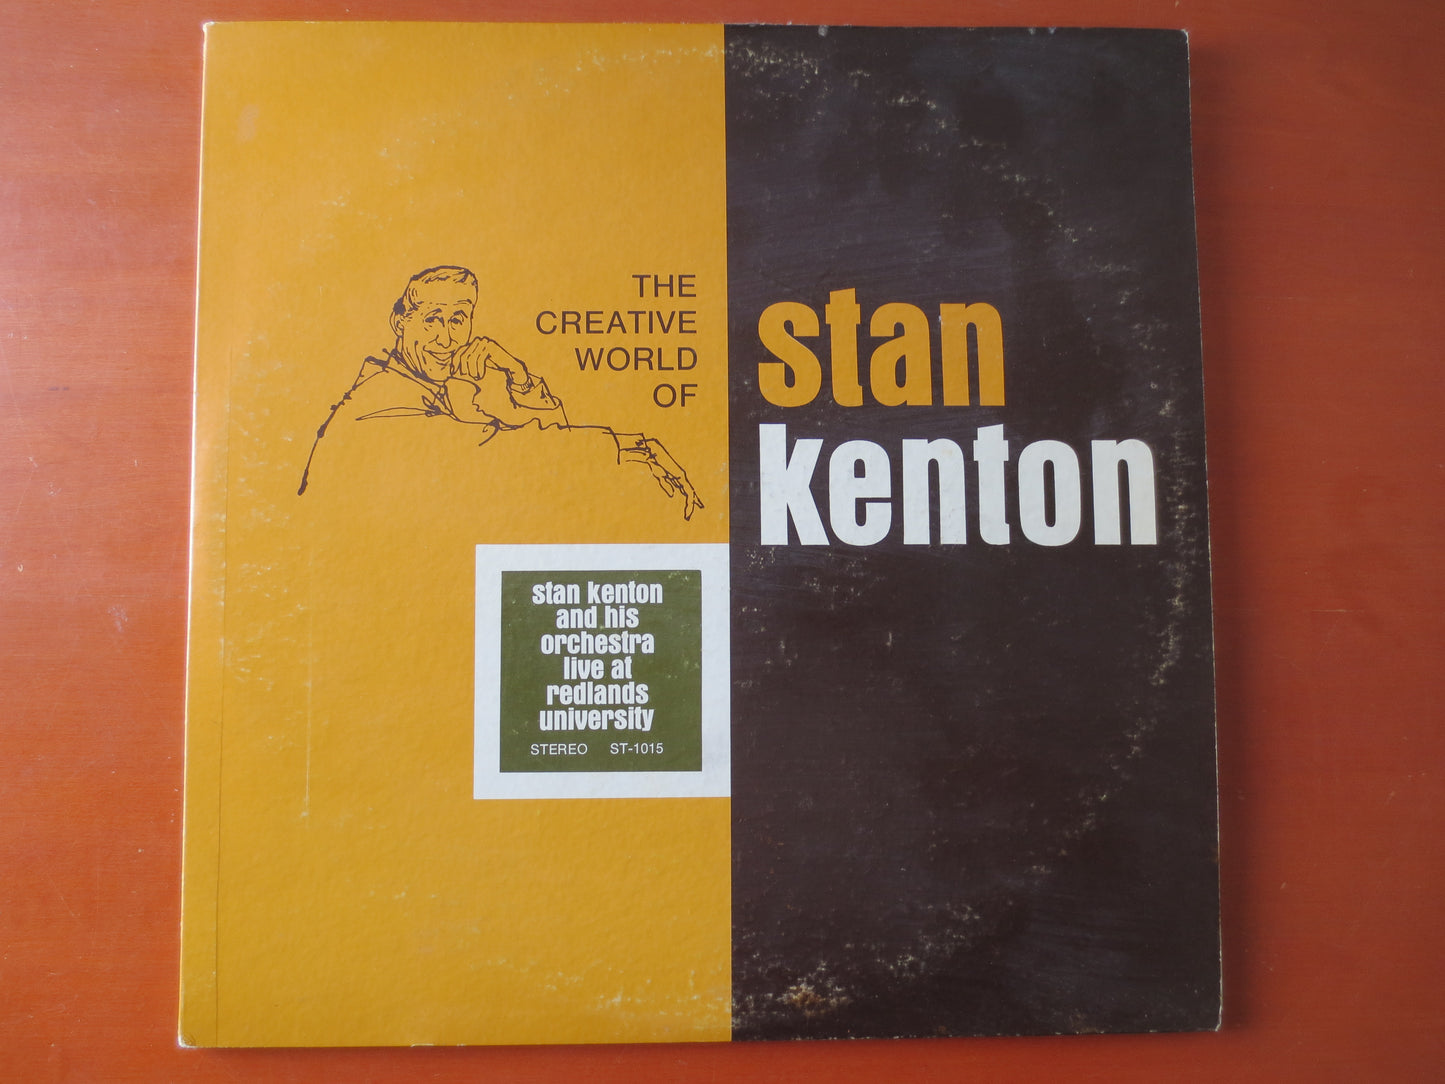 THE
CREATIVE
WORLD
OF
stan
kenton
stan kenton
and his
orchestra
live at
redlands
university
STEREO ST-1015